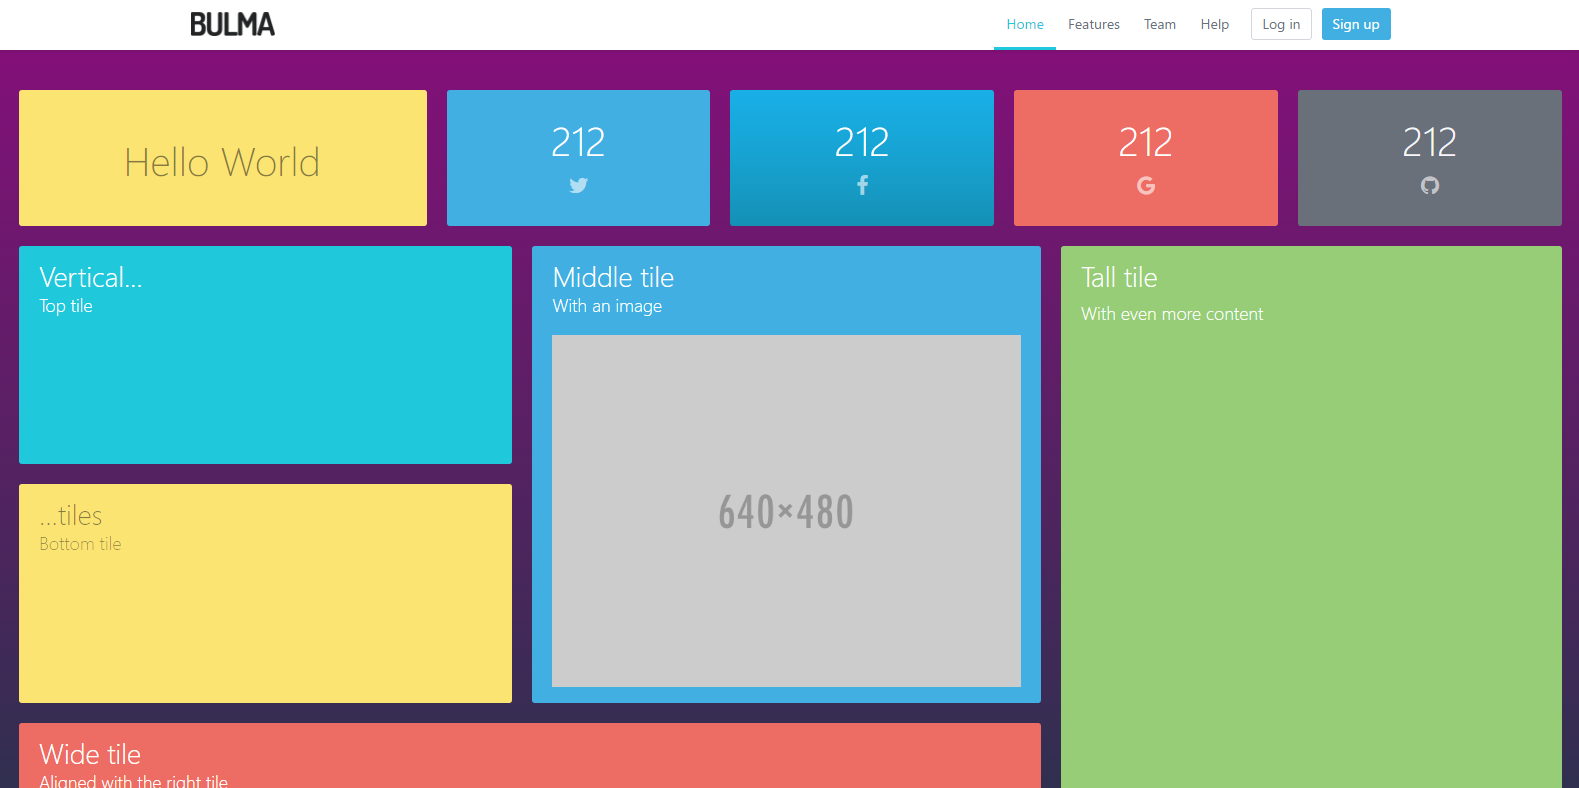 BULMA
Home Features Team Help Log in Sign up
Hello World
212
212
212
212
Vertical...
Top tile
...tiles
Bottom tile
Middle tile
With an image
640×480
Tall tile
With even more content
Wide tile
Aligned with the right tile